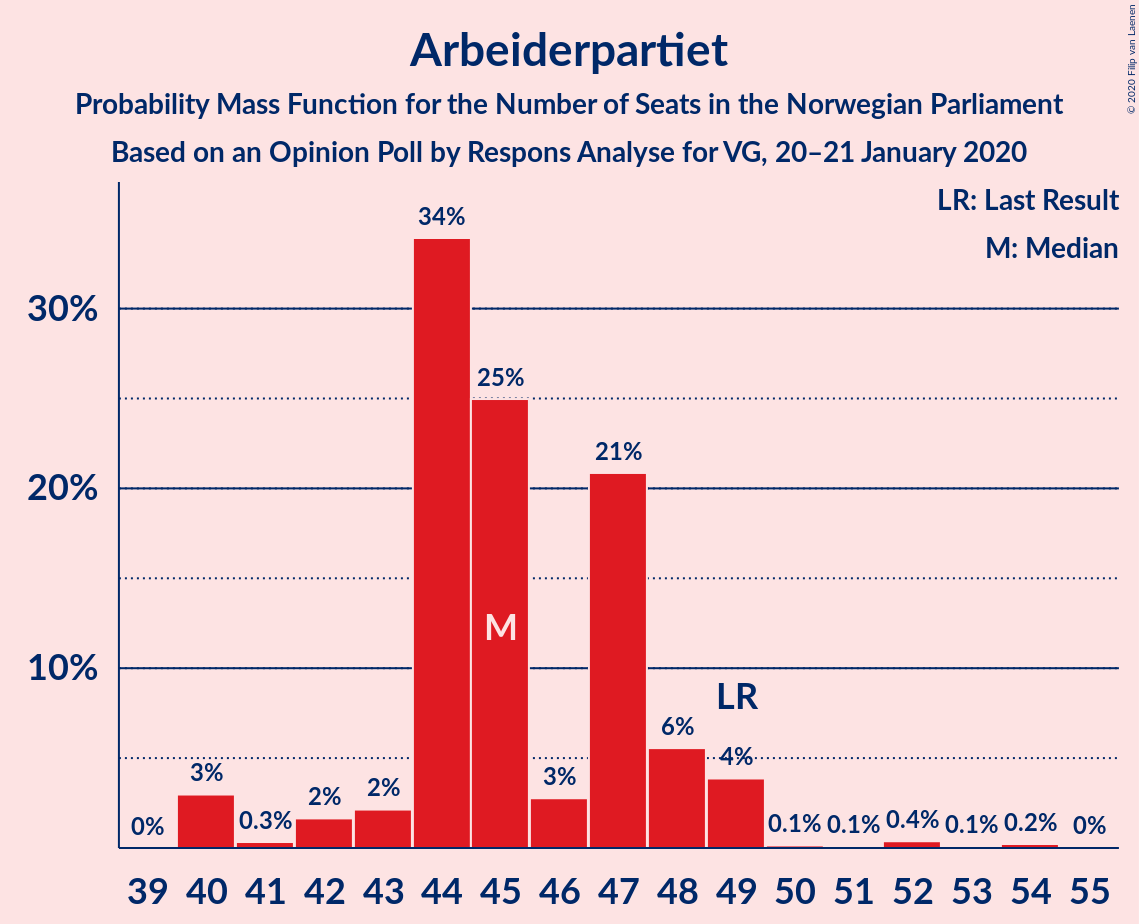 Arbeiderpartiet
Probability Mass Function for the Number of Seats in the Norwegian Parliament
Based on an Opinion Poll by Respons Analyse for VG, 20–21 January 2020
© 2020 Filip van Laenen
LR: Last Result
M: Median
30%
20%
10%
0%
3%
0.3%
2%
2%
34%
25%
3%
21%
6%
4%
0.1%
0.1%
0.4%
0.1%
0.2%
0%
M
LR
39 40 41 42 43 44 45 46 47 48 49 50 51 52 53 54 55